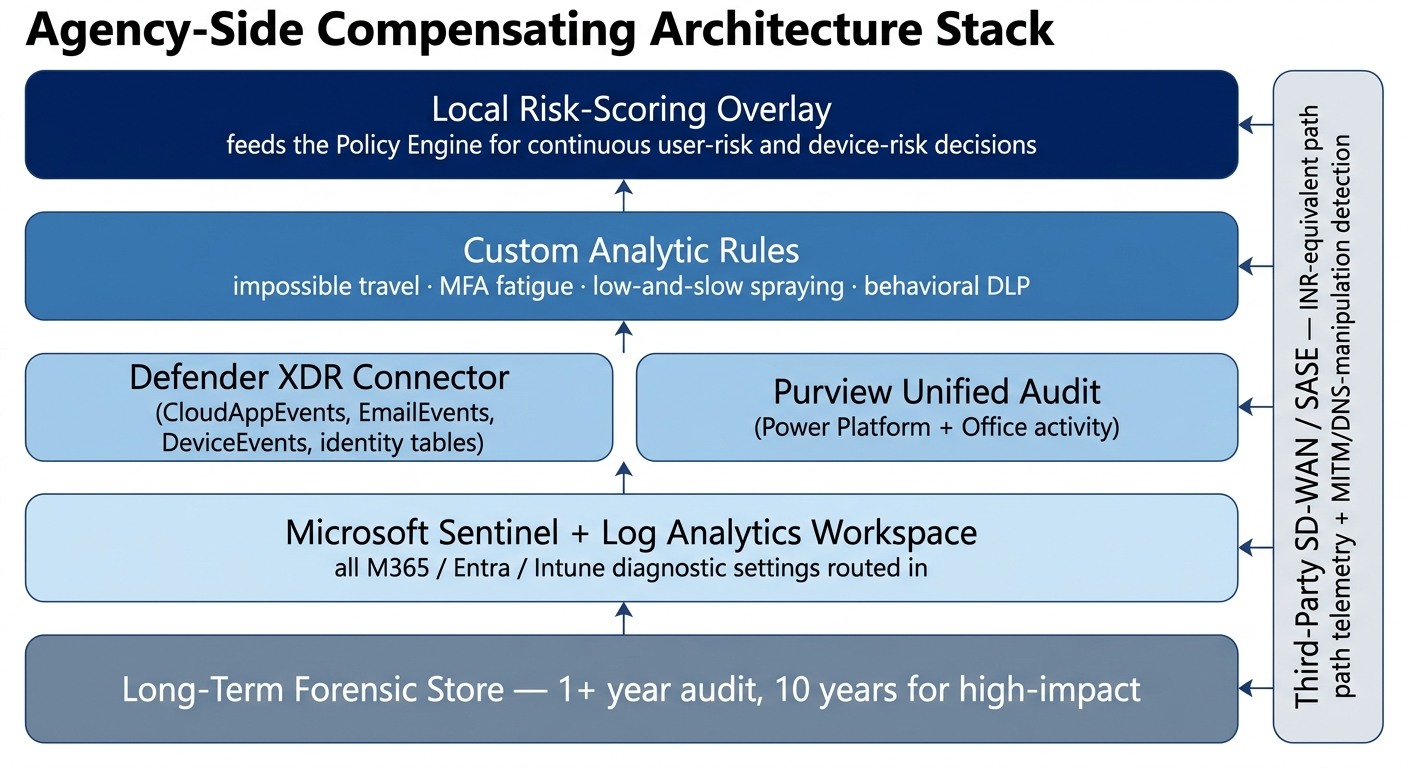 Agency-Side Compensating Architecture Stack
Local Risk-Scoring Overlay
feeds the Policy Engine for continuous user-risk and device-risk decisions
Custom Analytic Rules
impossible travel · MFA fatigue · low-and-slow spraying · behavioral DLP
Defender XDR Connector
(CloudAppEvents, EmailEvents,
DeviceEvents, identity tables)
Purview Unified Audit
(Power Platform + Office activity)
Microsoft Sentinel + Log Analytics Workspace
all M365 / Entra / Intune diagnostic settings routed in
Long-Term Forensic Store — 1+ year audit, 10 years for high-impact
Third-Party SD-WAN / SASE — INR-equivalent path
path telemetry + MITM/DNS-manipulation detection